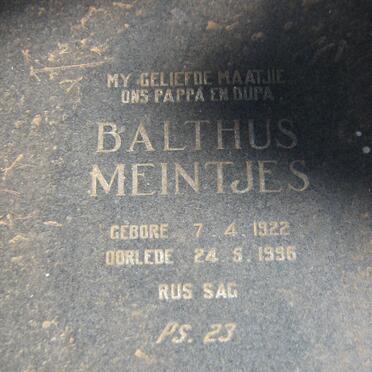 MY GELIEFDE MAATJIE
ONS PAPPA EN OUPA
BALTHUS
MEINTJES
GEBORE 7. 4. 1922
OORLEDE 24. 5. 1996
RUS SAG
PS. 23